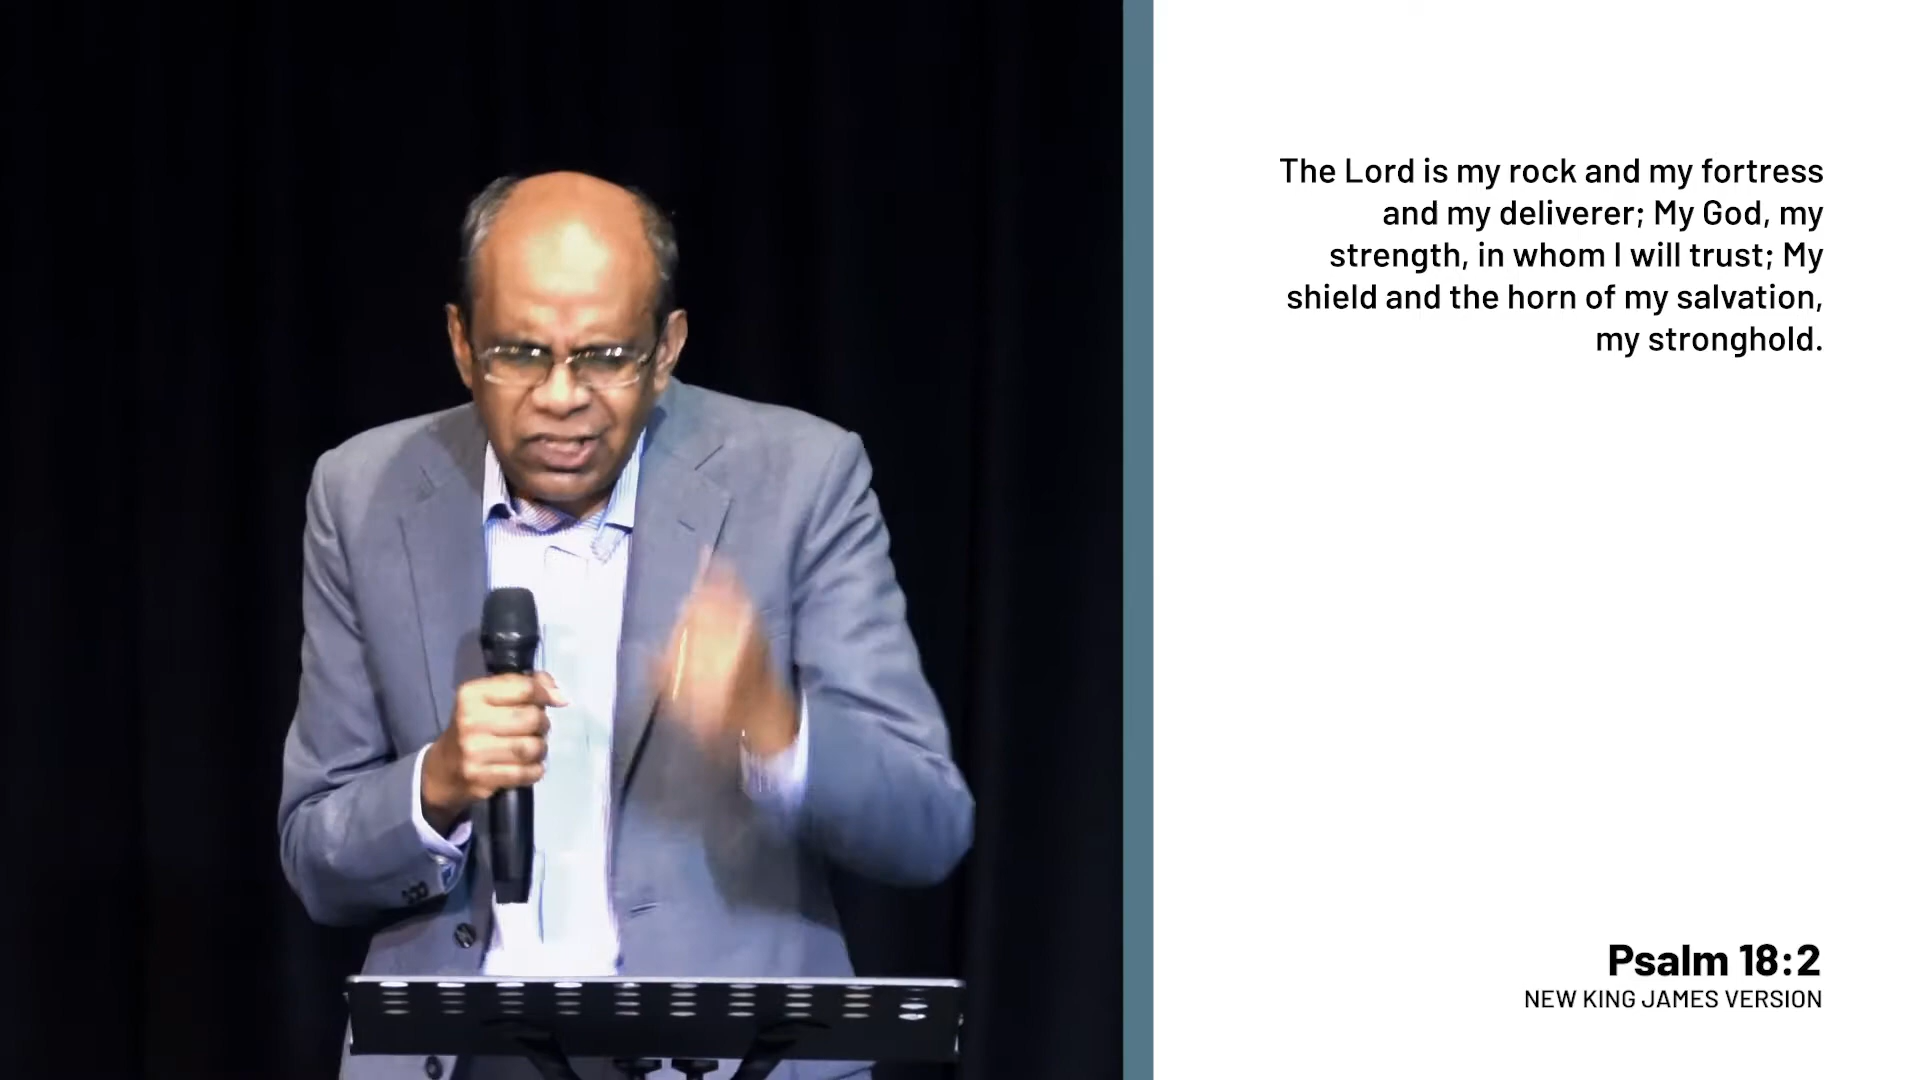 The Lord is my rock and my fortress
and my deliverer; My God, my
strength, in whom I will trust; My
shield and the horn of my salvation,
my stronghold.
Psalm 18:2
NEW KING JAMES VERSION